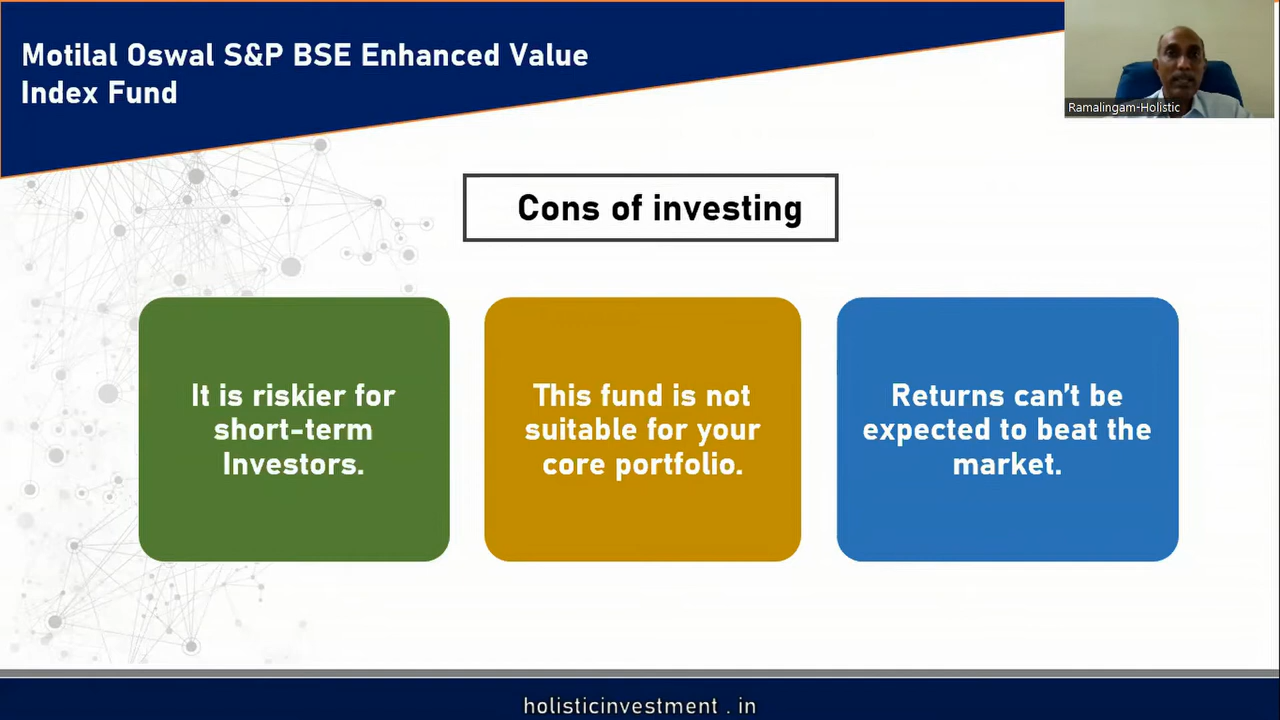 Motilal Oswal S&P BSE Enhanced Value
Index Fund
Ramalingam-Holistic
Cons of investing
It is riskier for
short-term
Investors.
This fund is not
suitable for your
core portfolio.
Returns can't be
expected to beat the
market.
holisticinvestment . in